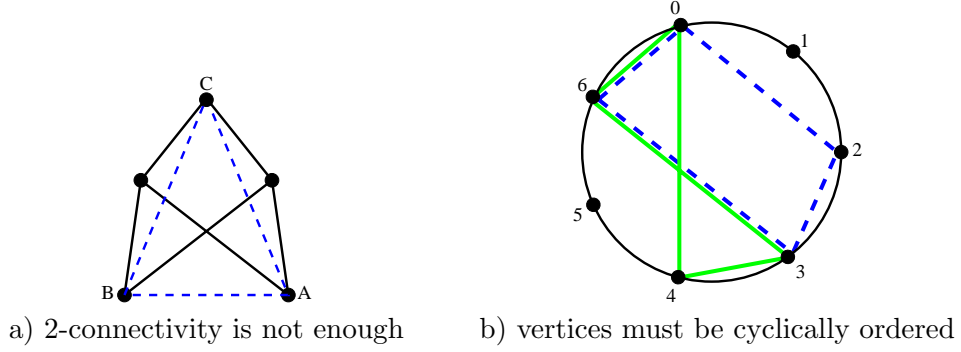 0
1
C
6
2
5
3
B
A
4
a) 2-connectivity is not enough
b) vertices must be cyclically ordered